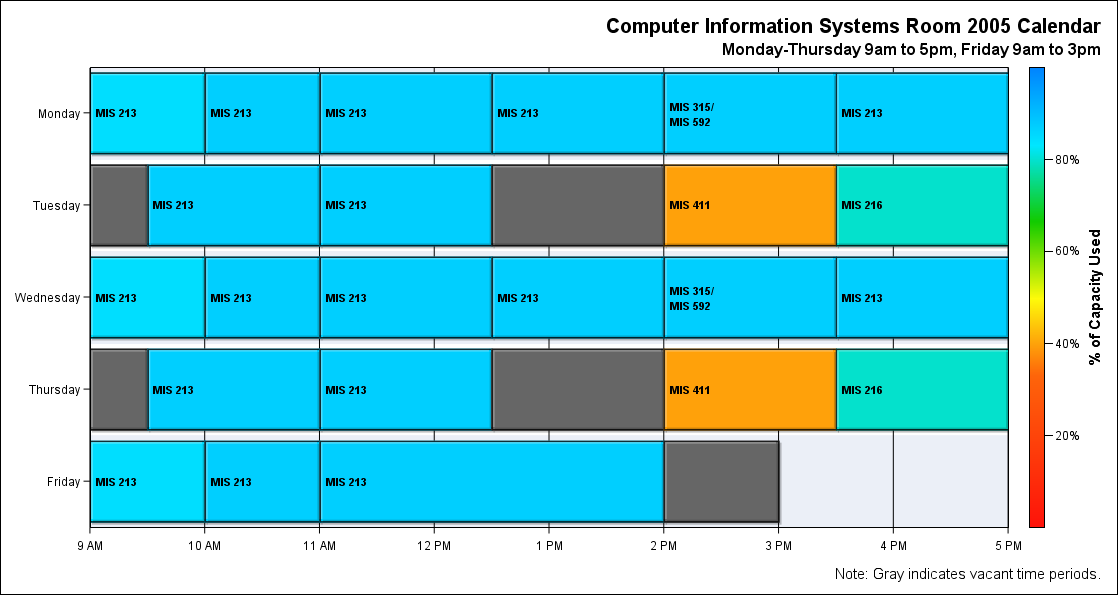 Computer Information Systems Room 2005 Calendar
Monday-Thursday 9am to 5pm, Friday 9am to 3pm
Monday
MIS 213
MIS 213
MIS 213
MIS 213
MIS 315/
MIS 592
MIS 213
Tuesday
MIS 213
MIS 213
MIS 411
MIS 216
Wednesday
MIS 213
MIS 213
MIS 213
MIS 213
MIS 315/
MIS 592
MIS 213
Thursday
MIS 213
MIS 213
MIS 411
MIS 216
Friday
MIS 213
MIS 213
MIS 213
9 AM
10 AM
11 AM
12 PM
1 PM
2 PM
3 PM
4 PM
5 PM
80%
60%
40%
20%
% of Capacity Used
Note: Gray indicates vacant time periods.